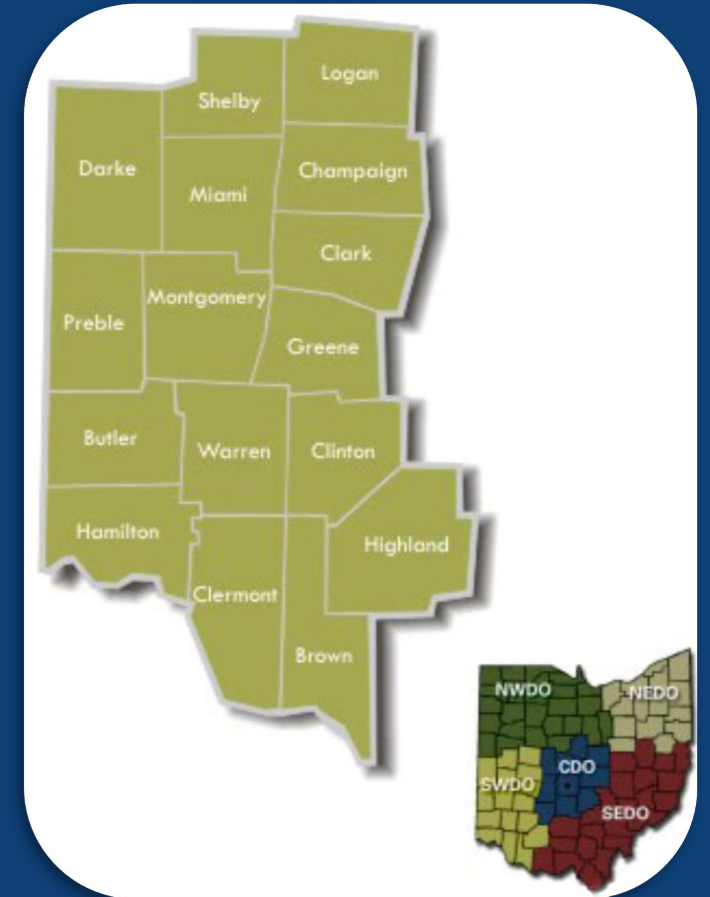 Logan
Shelby
Darke
Champaign
Miami
Clark
Montgomery
Preble
Greene
Butler
Warren
Clinton
Hamilton
Highland
Clermont
Brown
NWDO
NEDO
CDO
SWDO
SEDO